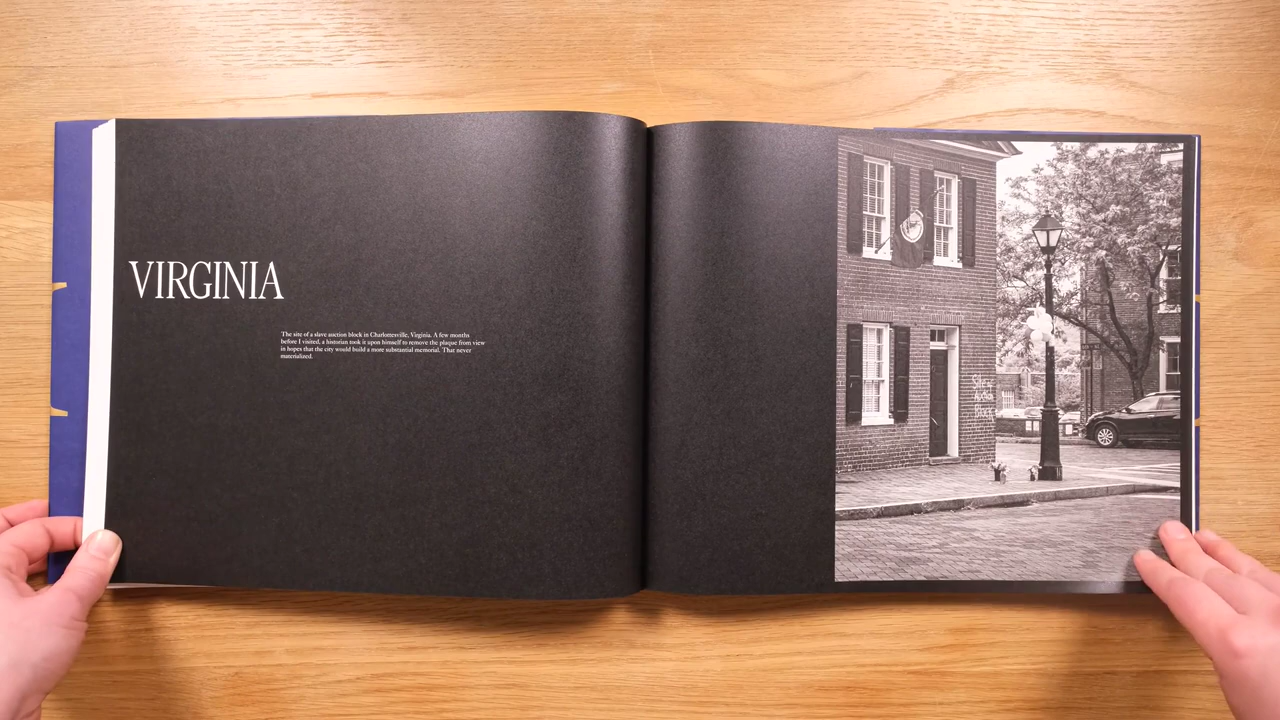 VIRGINIA
The site of a slave auction block in Charlottesville, Virginia. A few months
before I visited, a historian took it upon himself to remove the plaque from view
in hopes that the city would build a more substantial memorial. That never
materialized.